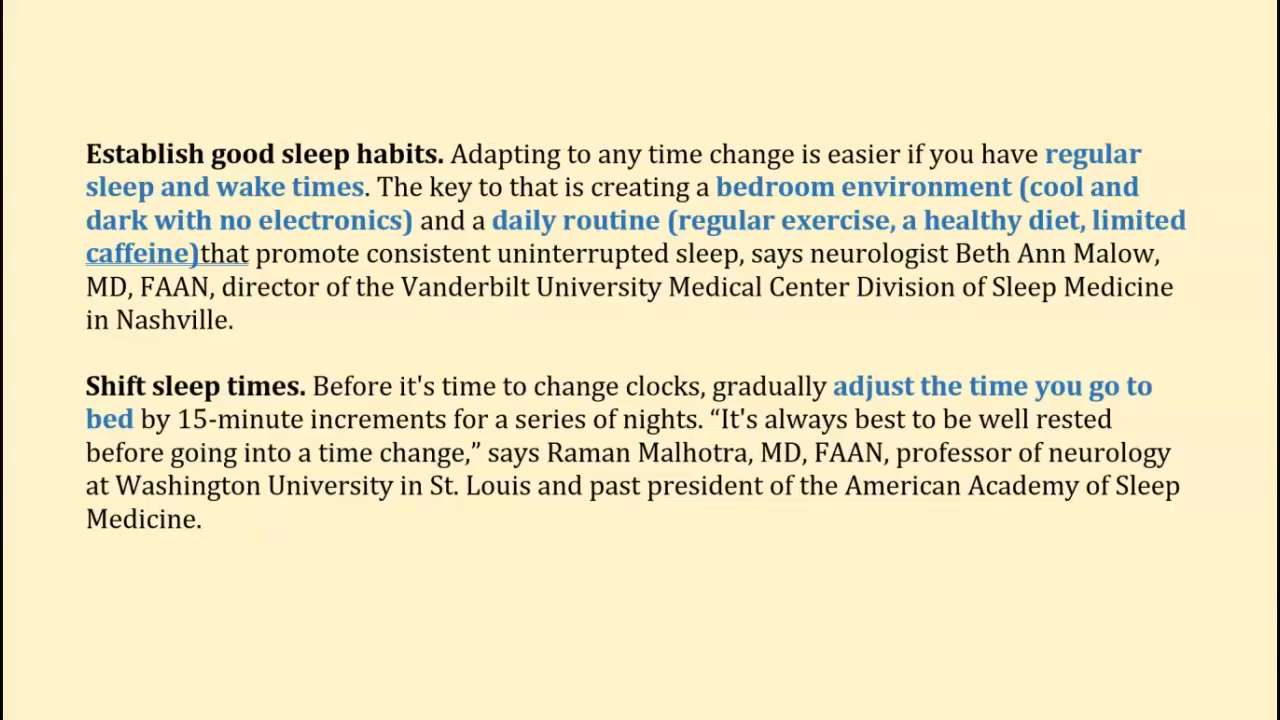 Establish good sleep habits. Adapting to any time change is easier if you have regular
sleep and wake times. The key to that is creating a bedroom environment (cool and
dark with no electronics) and a daily routine (regular exercise, a healthy diet, limited
caffeine)that promote consistent uninterrupted sleep, says neurologist Beth Ann Malow,
MD, FAAN, director of the Vanderbilt University Medical Center Division of Sleep Medicine
in Nashville.
Shift sleep times. Before it's time to change clocks, gradually adjust the time you go to
bed by 15-minute increments for a series of nights. “It's always best to be well rested
before going into a time change,” says Raman Malhotra, MD, FAAN, professor of neurology
at Washington University in St. Louis and past president of the American Academy of Sleep
Medicine.